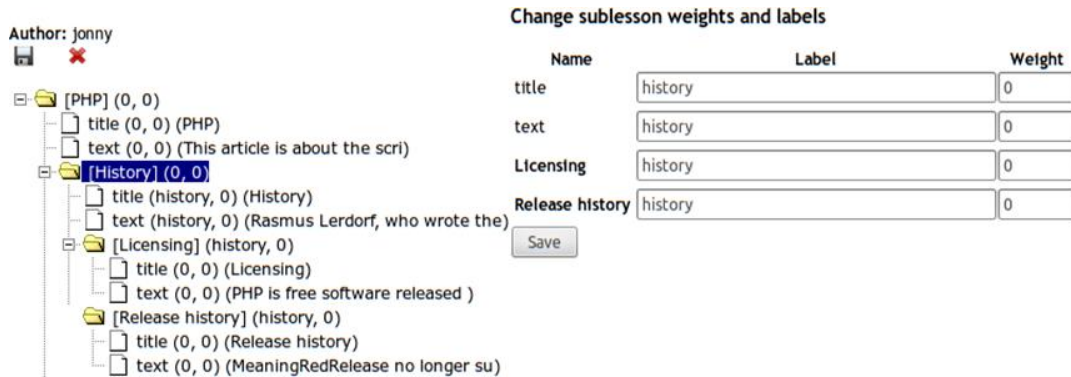 Author: jonny
[PHP] (0, 0)
title (0, 0) (PHP)
text (0, 0) (This article is about the scri)
[History] (0, 0)
title (history, 0) (History)
text (history, 0) (Rasmus Lerdorf, who wrote the)
[Licensing] (history, 0)
title (0, 0) (Licensing)
text (0, 0) (PHP is free software released )
[Release history] (history, 0)
title (0, 0) (Release history)
text (0, 0) (MeaningRedRelease no longer su)
Change sublesson weights and labels
Name Label Weight
title history 0
text history 0
Licensing history 0
Release history history 0
Save